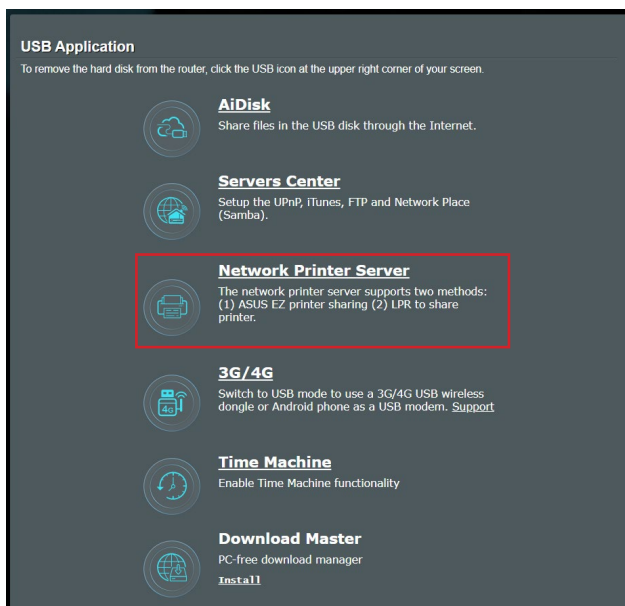 USB Application
To remove the hard disk from the router, click the USB icon at the upper right corner of your screen.
AiDisk
Share files in the USB disk through the Internet.
Servers Center
Setup the UPnP, iTunes, FTP and Network Place
(Samba).
Network Printer Server
The network printer server supports two methods:
(1) ASUS EZ printer sharing (2) LPR to share
printer.
3G/4G
Switch to USB mode to use a 3G/4G USB wireless
dongle or Android phone as a USB modem. Support
4G
Time Machine
Enable Time Machine functionality
Download Master
PC-free download manager
Install